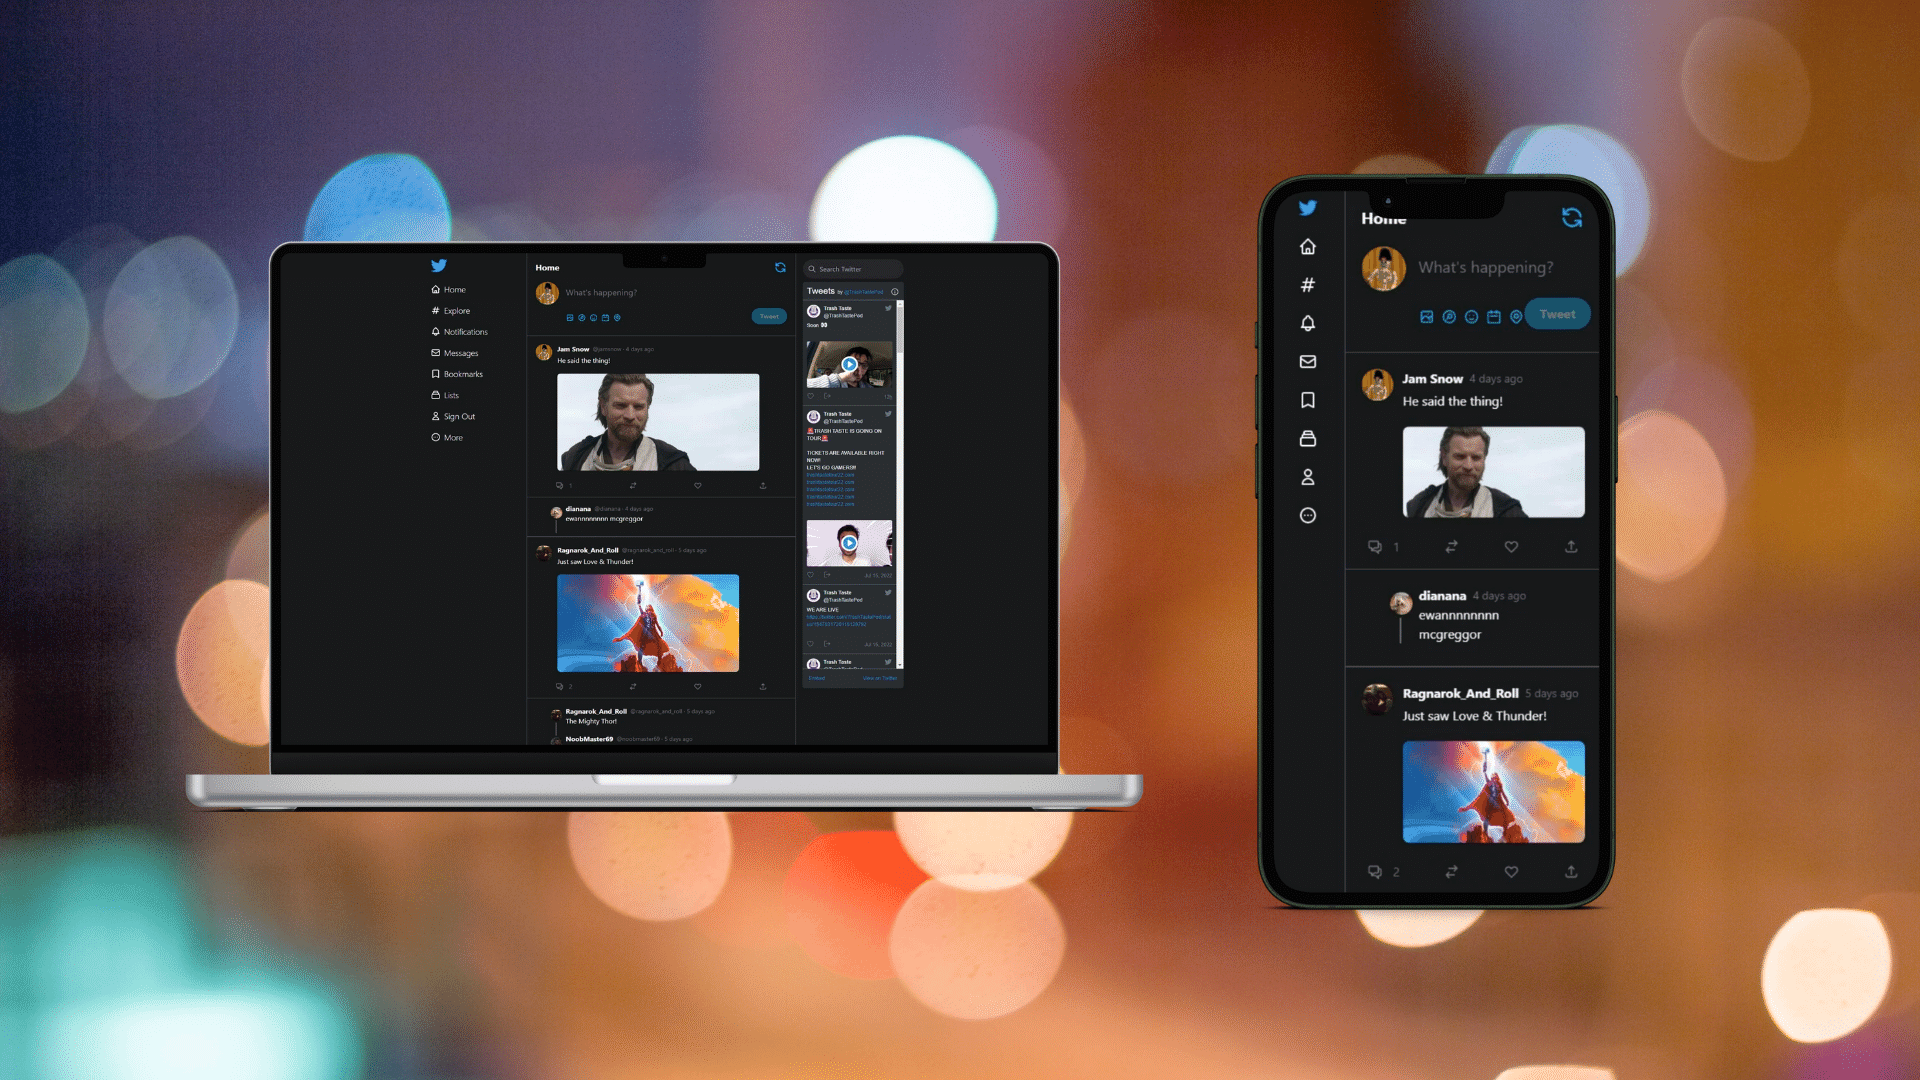 Home
Explore
Notifications
Messages
Bookmarks
Lists
Sign Out
More
Home
What's happening?
Tweet
Jam Snow @jamsnow · 4 days ago
He said the thing!
1
dianana @dianana · 4 days ago
ewannnnnnnn mcgreggor
Ragnarok_And_Roll @ragnarok_and_roll · 5 days ago
Just saw Love & Thunder!
2
Ragnarok_And_Roll @ragnarok_and_roll · 5 days ago
The Mighty Thor!
NoobMaster69 @noobmaster69 · 5 days ago
Search Twitter
Tweets by @TrashTastePod
Trash Taste
@TrashTastePod
Soon
Trash Taste
@TrashTastePod
TRASH TASTE IS GOING ON
TOUR
TICKETS ARE AVAILABLE RIGHT
NOW!
LET'S GO GAMERS!!!
Jul 15, 2022
Trash Taste
@TrashTastePod
WE ARE LIVE
Trash Taste
@TrashTastePod
Embed
View on Twitter
Home
What's happening?
Tweet
Jam Snow 4 days ago
He said the thing!
1
dianana 4 days ago
ewannnnnnnn
mcgreggor
Ragnarok_And_Roll 5 days ago
Just saw Love & Thunder!
2